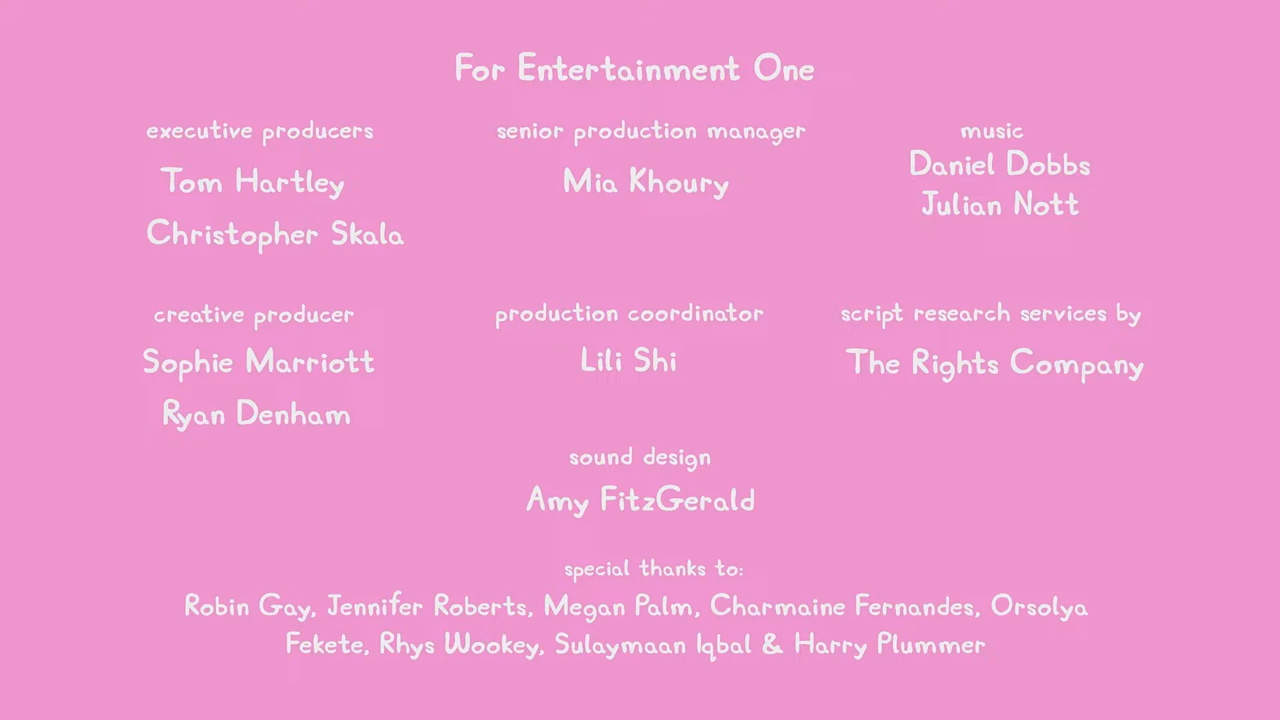 For Entertainment One
executive producers
Tom Hartley
Christopher Skala
senior production manager
Mia Khoury
music
Daniel Dobbs
Julian Nott
creative producer
Sophie Marriott
Ryan Denham
production coordinator
Lili Shi
script research services by
The Rights Company
sound design
Amy FitzGerald
special thanks to:
Robin Gay, Jennifer Roberts, Megan Palm, Charmaine Fernandes, Orsolya
Fekete, Rhys Wookey, Sulaymaan Iqbal & Harry Plummer